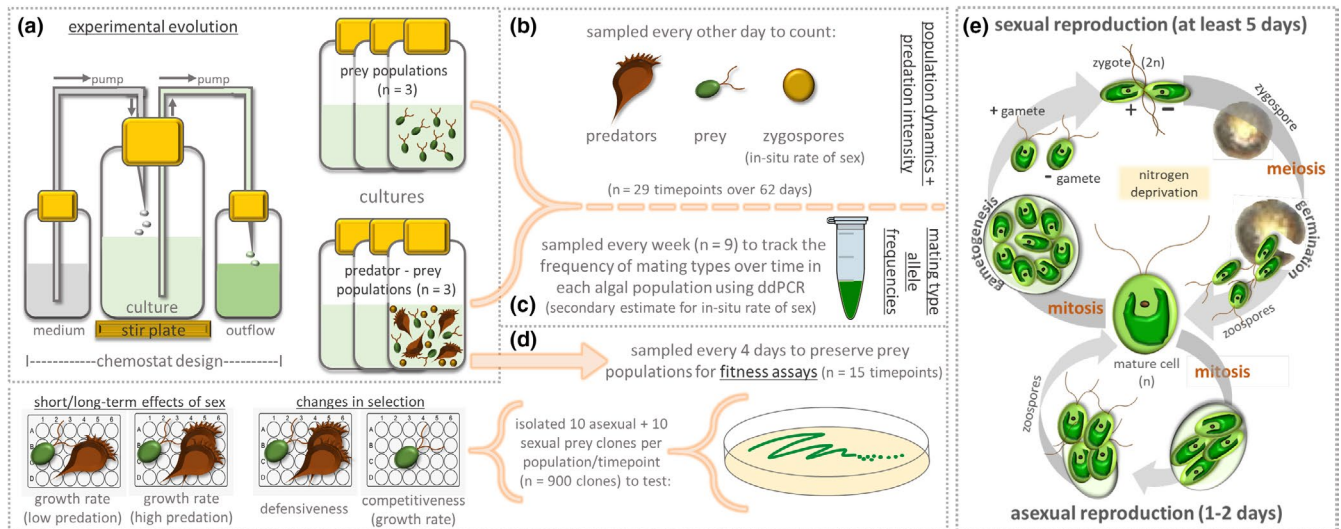 (a)
experimental evolution
pump
pump
culture
medium
stir plate
outflow
chemostat design
prey populations
(n = 3)
cultures
predator - prey
populations (n = 3)
(b)
sampled every other day to count:
predators
prey
zygospores
(in-situ rate of sex)
(n = 29 timepoints over 62 days)
population dynamics +
predation intensity
(c)
sampled every week (n = 9) to track the
frequency of mating types over time in
each algal population using ddPCR
(secondary estimate for in-situ rate of sex)
mating type
allele
frequencies
(d)
sampled every 4 days to preserve prey
populations for fitness assays (n = 15 timepoints)
isolated 10 asexual + 10
sexual prey clones per
population/timepoint
(n = 900 clones) to test:
short/long-term effects of sex
changes in selection
1 2 3 4 5 6
A
B
C
D
growth rate
(low predation)
growth rate
(high predation)
defensiveness
competitiveness
(growth rate)
(e)
sexual reproduction (at least 5 days)
zygote (2n)
+ −
+ gamete
- gamete
zygospore
meiosis
nitrogen
deprivation
germination
gametogenesis
zoospores
mitosis
mature cell
(n)
mitosis
zoospores
asexual reproduction (1-2 days)